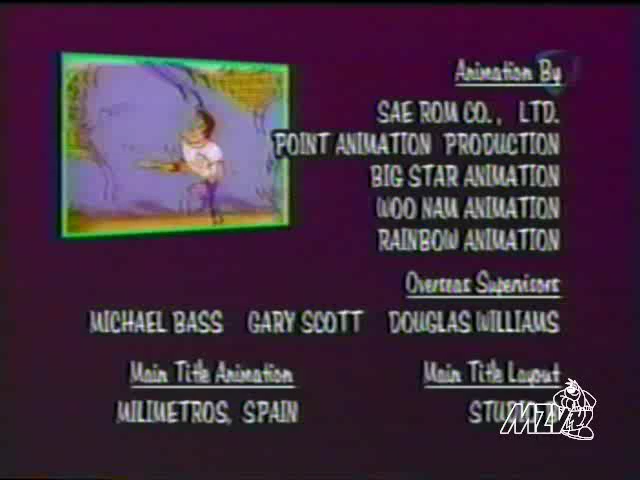 Animation By
SAE ROM CO., LTD.
POINT ANIMATION PRODUCTION
BIG STAR ANIMATION
WOO NAM ANIMATION
RAINBOW ANIMATION
Overseas Supervisors
MICHAEL BASS GARY SCOTT DOUGLAS WILLIAMS
Main Title Animation
Main Title Layout
MILIMETROS, SPAIN